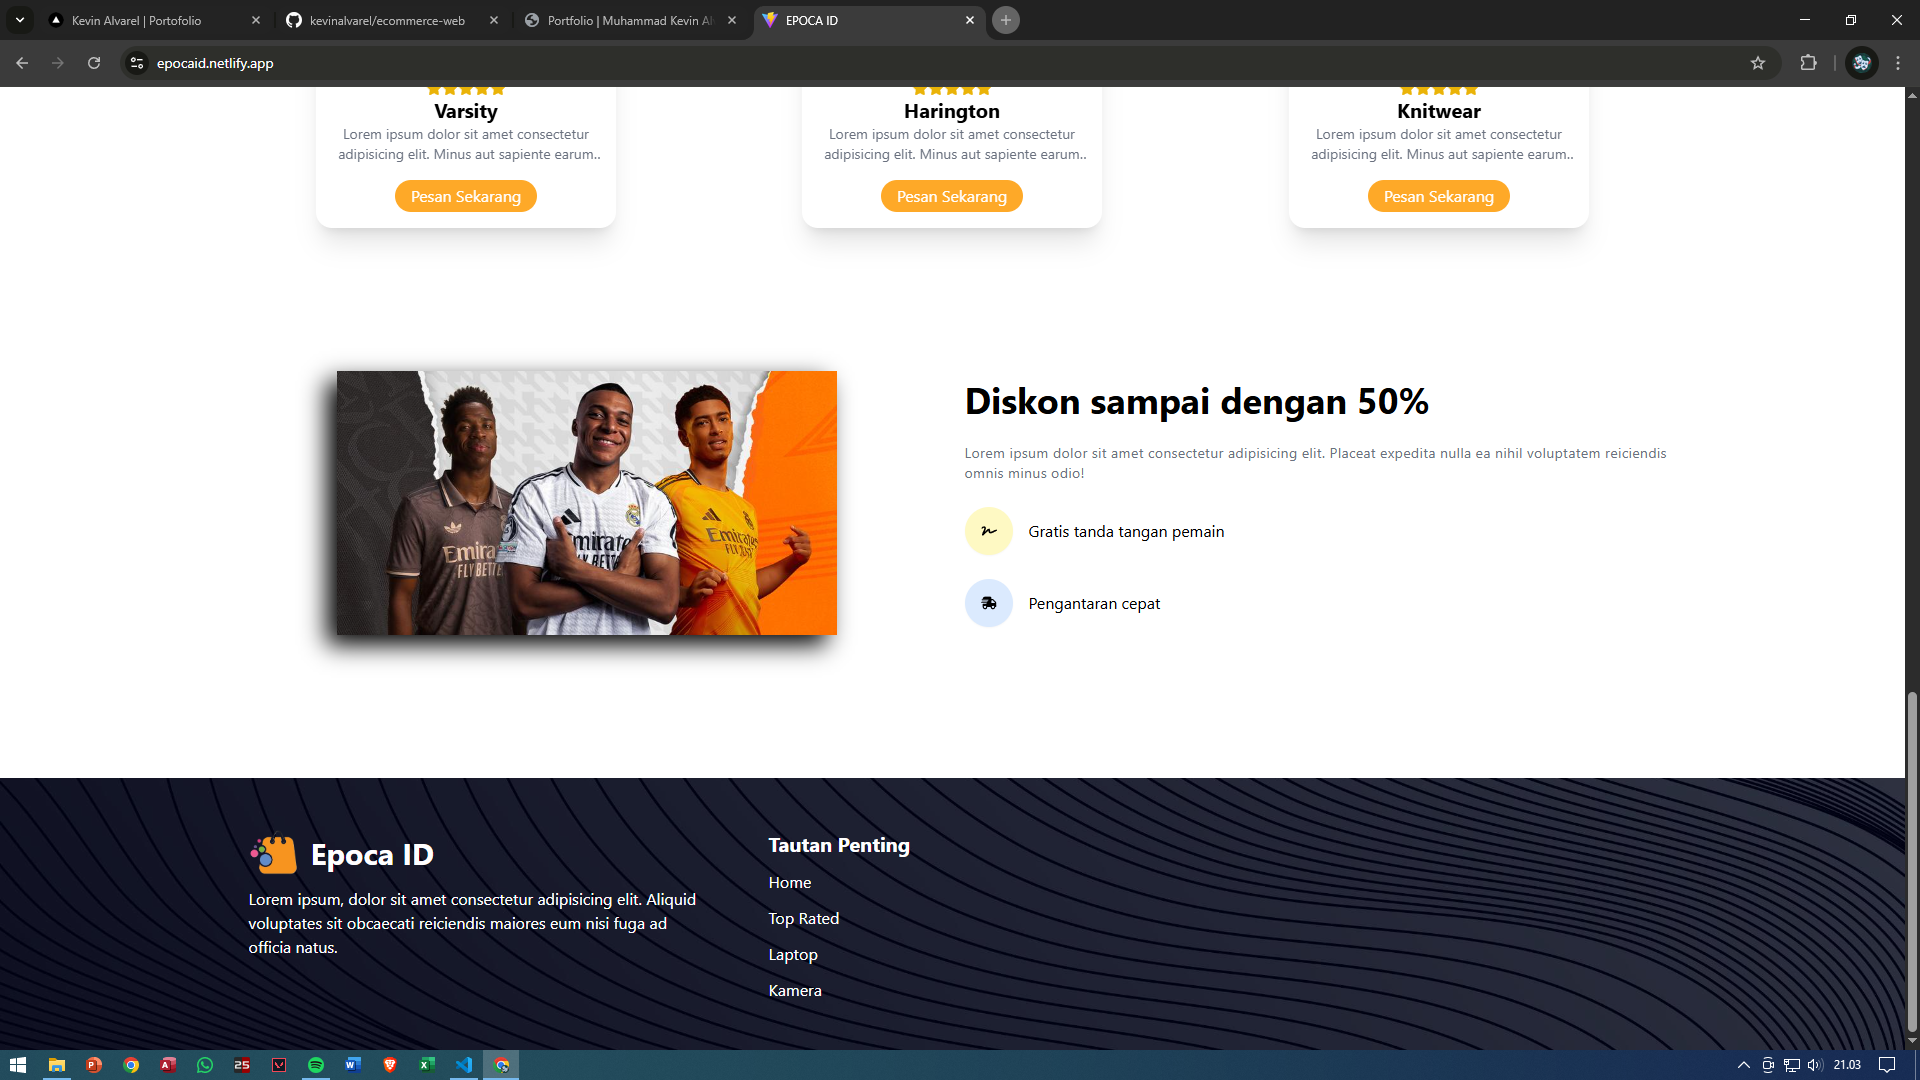 Kevin Alvarel | Portofolio
kevinalvarel/ecommerce-web
Portfolio | Muhammad Kevin Al
EPOCA ID
epocaid.netlify.app
Varsity
Lorem ipsum dolor sit amet consectetur
adipisicing elit. Minus aut sapiente earum..
Pesan Sekarang
Harington
Lorem ipsum dolor sit amet consectetur
adipisicing elit. Minus aut sapiente earum..
Pesan Sekarang
Knitwear
Lorem ipsum dolor sit amet consectetur
adipisicing elit. Minus aut sapiente earum..
Pesan Sekarang
Emirates
FLY BETTER
Emirates
FLY BETTER
Diskon sampai dengan 50%
Lorem ipsum dolor sit amet consectetur adipisicing elit. Placeat expedita nulla ea nihil voluptatem reiciendis
omnis minus odio!
Gratis tanda tangan pemain
Pengantaran cepat
Epoca ID
Lorem ipsum, dolor sit amet consectetur adipisicing elit. Aliquid
voluptates sit obcaecati reiciendis maiores eum nisi fuga ad
officia natus.
Tautan Penting
Home
Top Rated
Laptop
Kamera
25
21.03